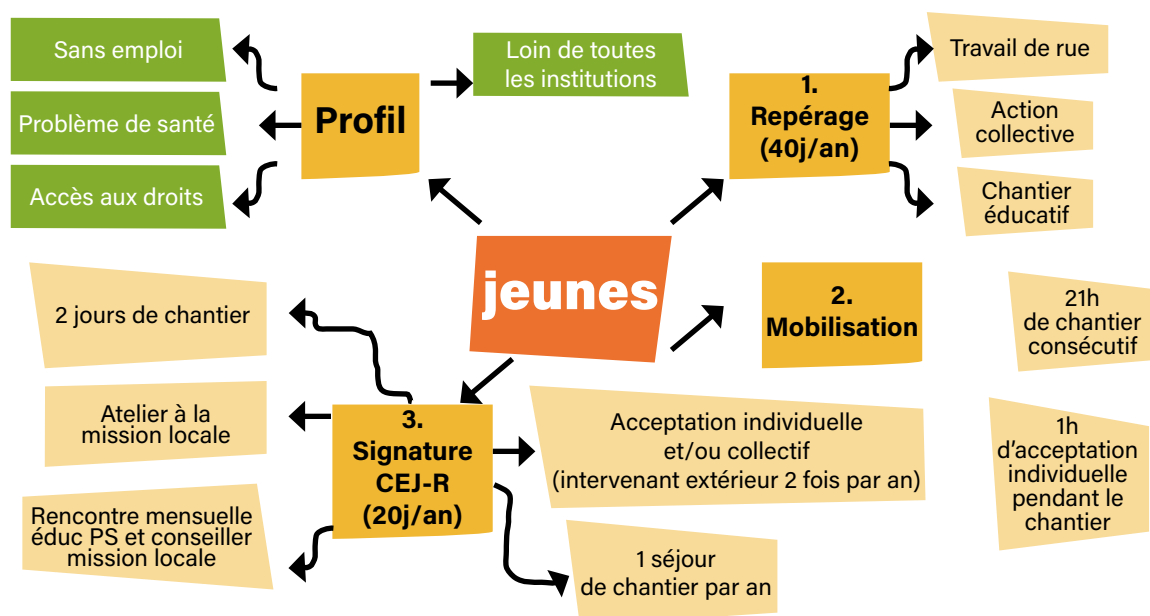 Sans emploi
Problème de santé
Accès aux droits
Profil
Loin de toutes
les institutions
1.
Repérage
(40j/an)
Travail de rue
Action
collective
Chantier
éducatif
jeunes
2.
Mobilisation
21h
de chantier
consécutif
1h
d'acceptation
individuelle
pendant le
chantier
3.
Signature
CEJ-R
(20j/an)
2 jours de chantier
Atelier à la
mission locale
Rencontre mensuelle
éduc PS et conseiller
mission locale
Acceptation individuelle
et/ou collectif
(intervenant extérieur 2 fois par an)
1 séjour
de chantier par an